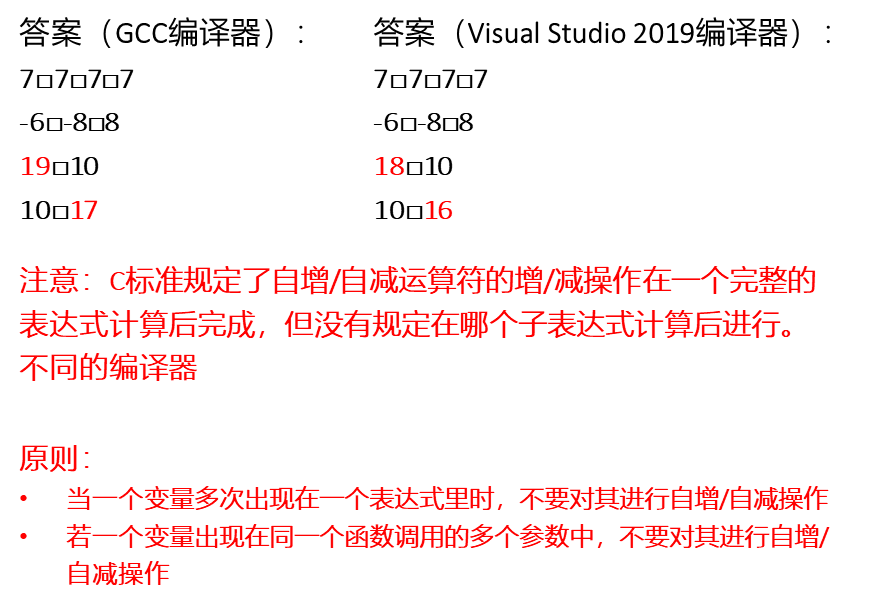 答案（GCC编译器）：
答案（Visual Studio 2019编译器）：
7□7□7□7
7□7□7□7
-6□-8□8
-6□-8□8
19□10
18□10
10□17
10□16
注意：C标准规定了自增/自减运算符的增/减操作在一个完整的
表达式计算后完成，但没有规定在哪个子表达式计算后进行。
不同的编译器
原则：
• 当一个变量多次出现在一个表达式里时，不要对其进行自增/自减操作
• 若一个变量出现在同一个函数调用的多个参数中，不要对其进行自增/
自减操作